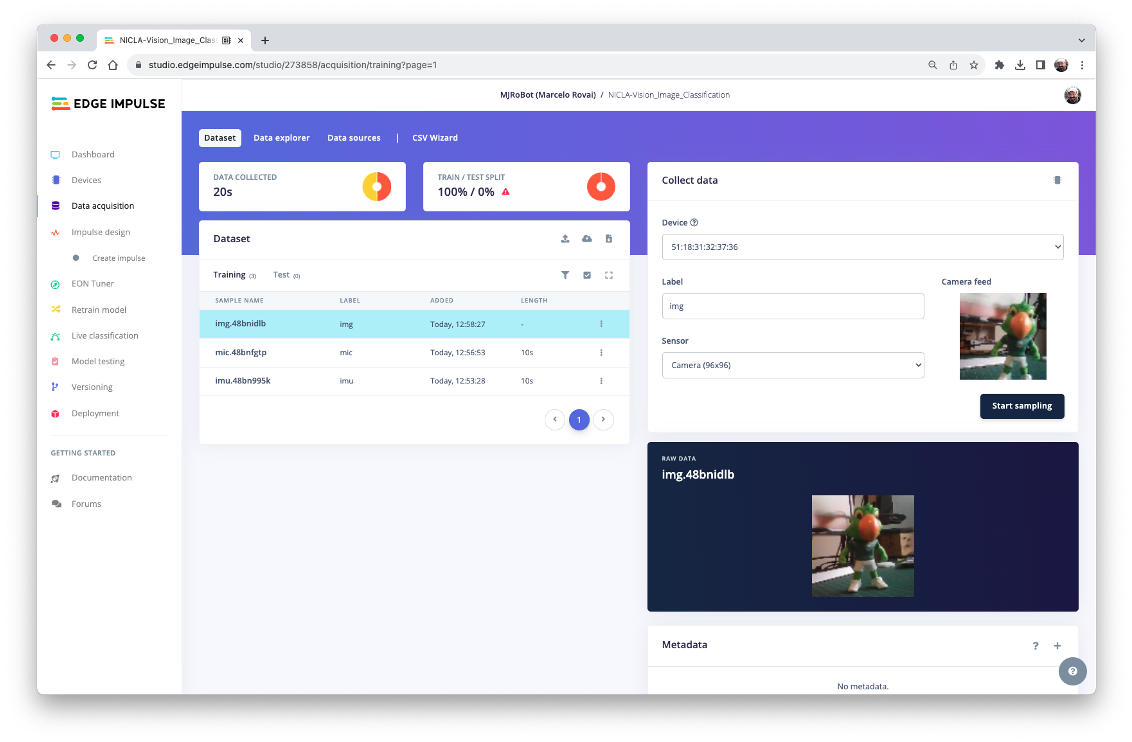 NICLA-Vision_Image_Clas
studio.edgeimpulse.com/studio/273858/acquisition/training?page=1
EDGE IMPULSE
MJRoBot (Marcelo Rovai) / NICLA-Vision_Image_Classification
Dashboard
Devices
Data acquisition
Impulse design
Create impulse
EON Tuner
Retrain model
Live classification
Model testing
Versioning
Deployment
GETTING STARTED
Documentation
Forums
Dataset Data explorer Data sources | CSV Wizard
DATA COLLECTED
20s
TRAIN / TEST SPLIT
100% / 0%
Dataset
Training (3) Test (0)
SAMPLE NAME LABEL ADDED LENGTH
img.48bnidlb img Today, 12:58:27 -
mic.48bnfgtp mic Today, 12:56:53 10s
imu.48bn995k imu Today, 12:53:28 10s
1
Collect data
Device ?
51:18:31:32:37:36
Label
img
Camera feed
Sensor
Camera (96x96)
Start sampling
RAW DATA
img.48bnidlb
Metadata
? +
No metadata.
?